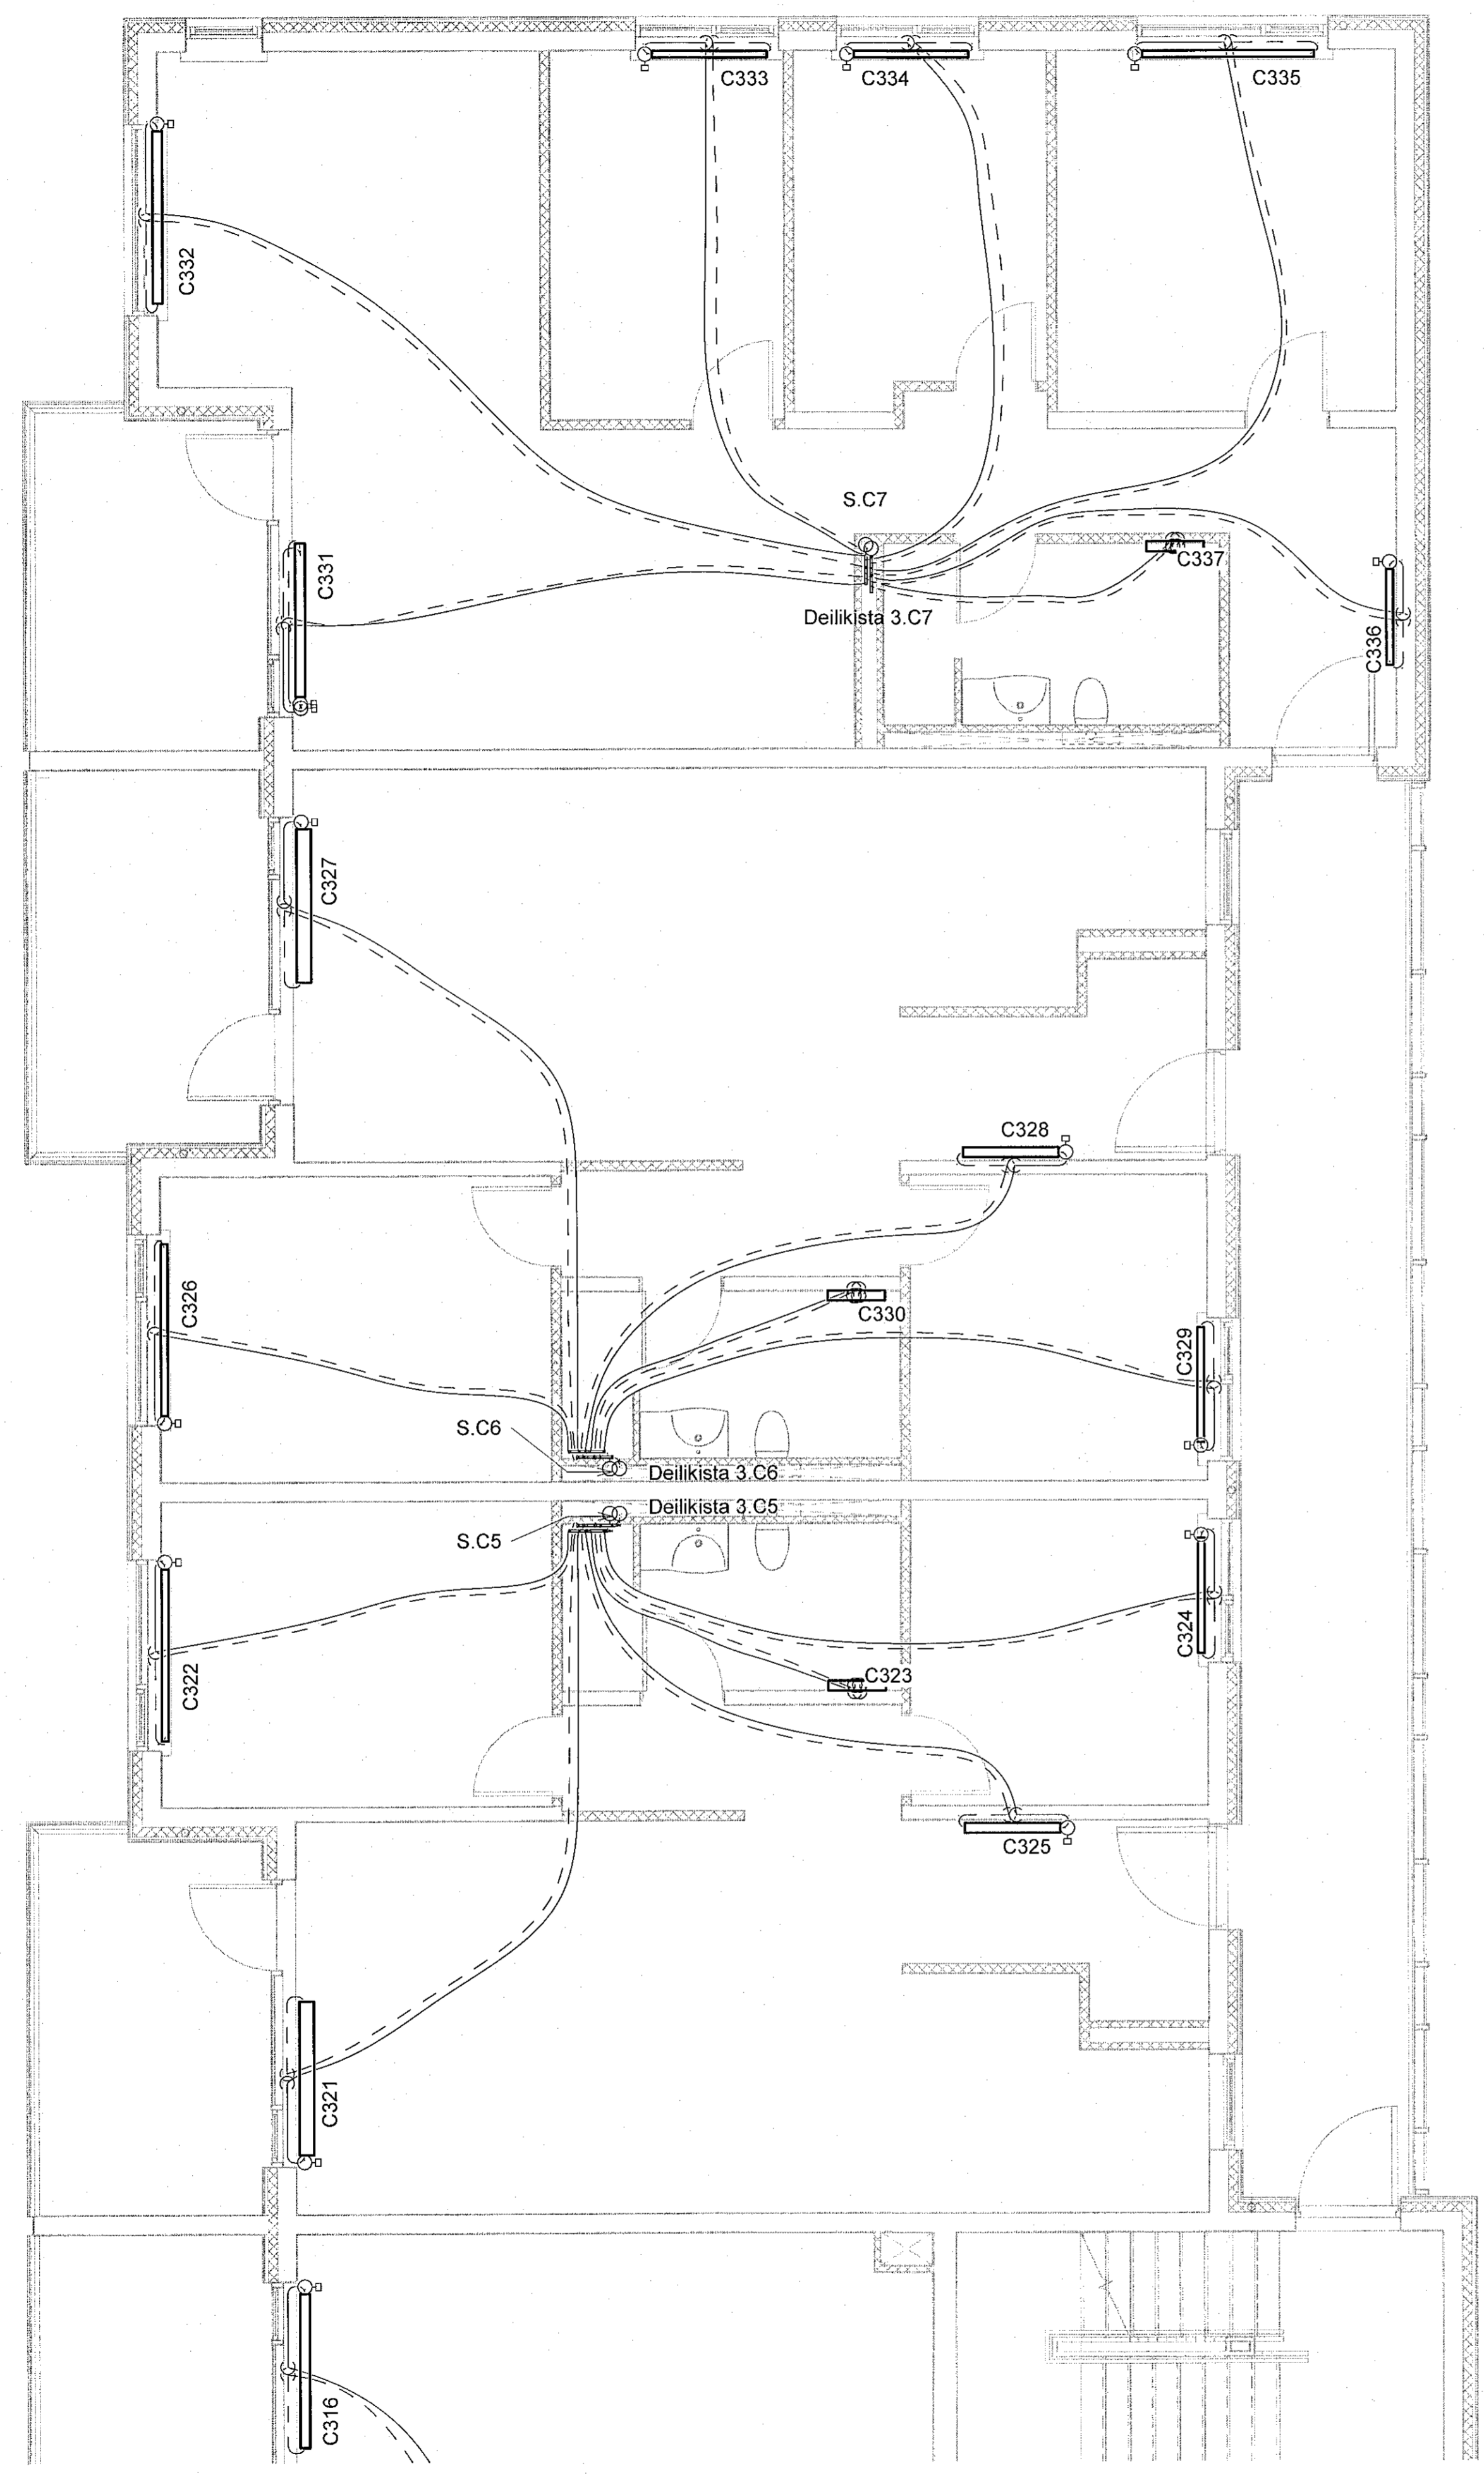 C333
C334
C335
C332
S.C7
C331
C337
Deilikista 3.C7
C336
C327
C328
C326
C330
C329
S.C6
Deilikista 3.C6
Deilikista 3.C5
S.C5
C324
C322
C323
C325
C321
C316